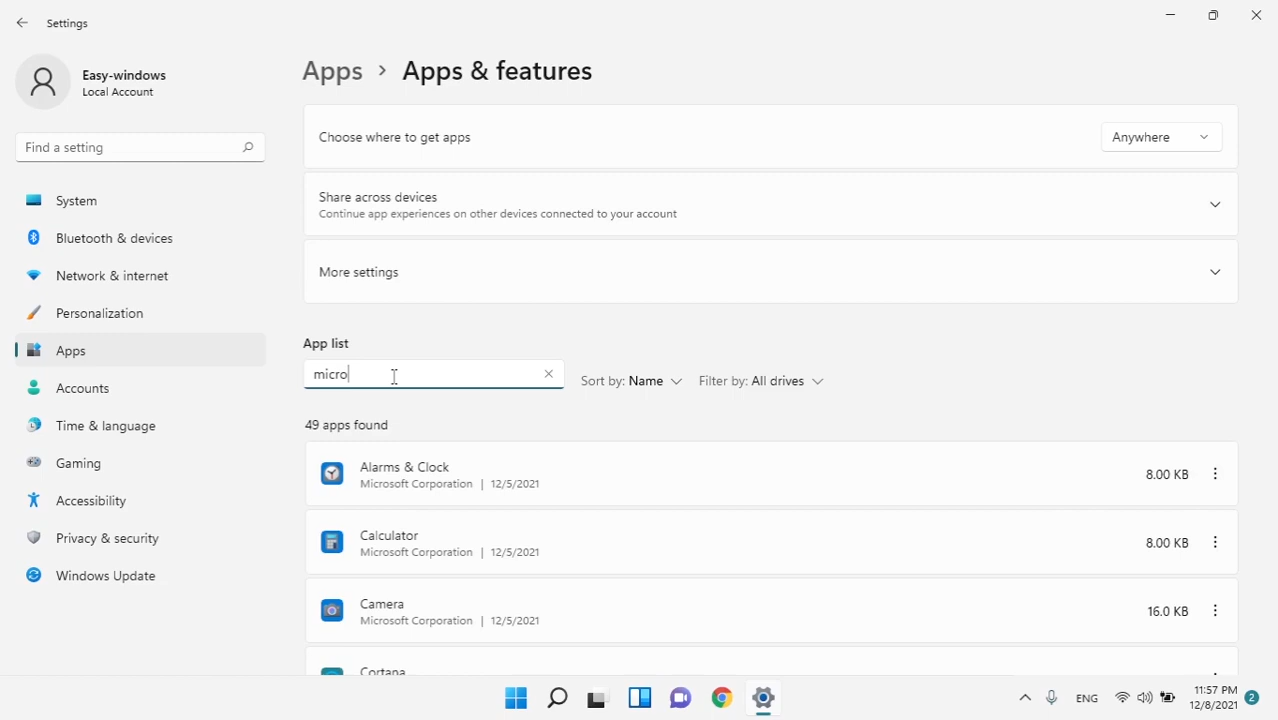 Settings
Easy-windows
Local Account
Find a setting
System
Bluetooth & devices
Network & internet
Personalization
Apps
Accounts
Time & language
Gaming
Accessibility
Privacy & security
Windows Update
Apps > Apps & features
Choose where to get apps
Anywhere
Share across devices
Continue app experiences on other devices connected to your account
More settings
App list
micro
Sort by: Name
Filter by: All drives
49 apps found
Alarms & Clock
Microsoft Corporation | 12/5/2021
8.00 KB
Calculator
Microsoft Corporation | 12/5/2021
8.00 KB
Camera
Microsoft Corporation | 12/5/2021
16.0 KB
Cortana
ENG
11:57 PM
12/8/2021
2